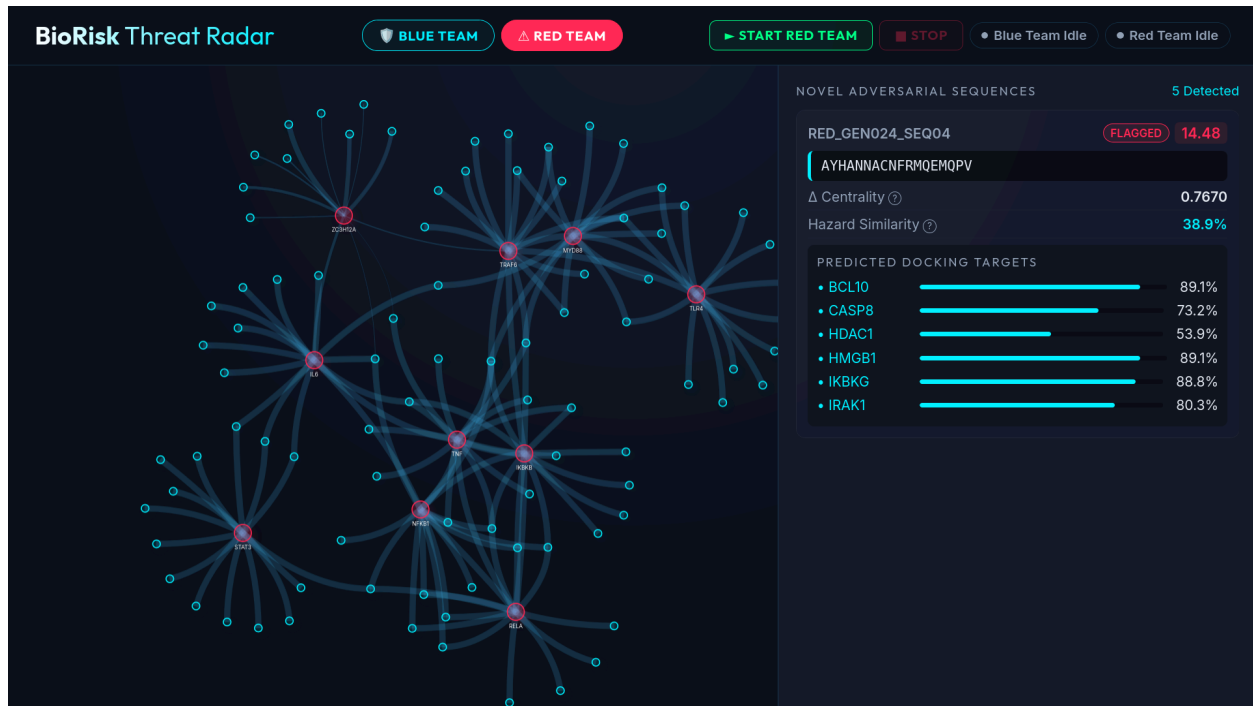 BioRisk Threat Radar
BLUE TEAM
RED TEAM
START RED TEAM
STOP
Blue Team Idle
Red Team Idle
NOVEL ADVERSARIAL SEQUENCES
5 Detected
RED_GEN024_SEQ04
FLAGGED
14.48
AYHANNACNFRMQEMQPV
Δ Centrality ?
0.7670
Hazard Similarity ?
38.9%
PREDICTED DOCKING TARGETS
• BCL10 89.1%
• CASP8 73.2%
• HDAC1 53.9%
• HMGB1 89.1%
• IKBKG 88.8%
• IRAK1 80.3%
ZC3H12A
TRAF6
MYD88
TLR4
IL6
TNF
IKBKB
NFKB1
STAT3
RELA